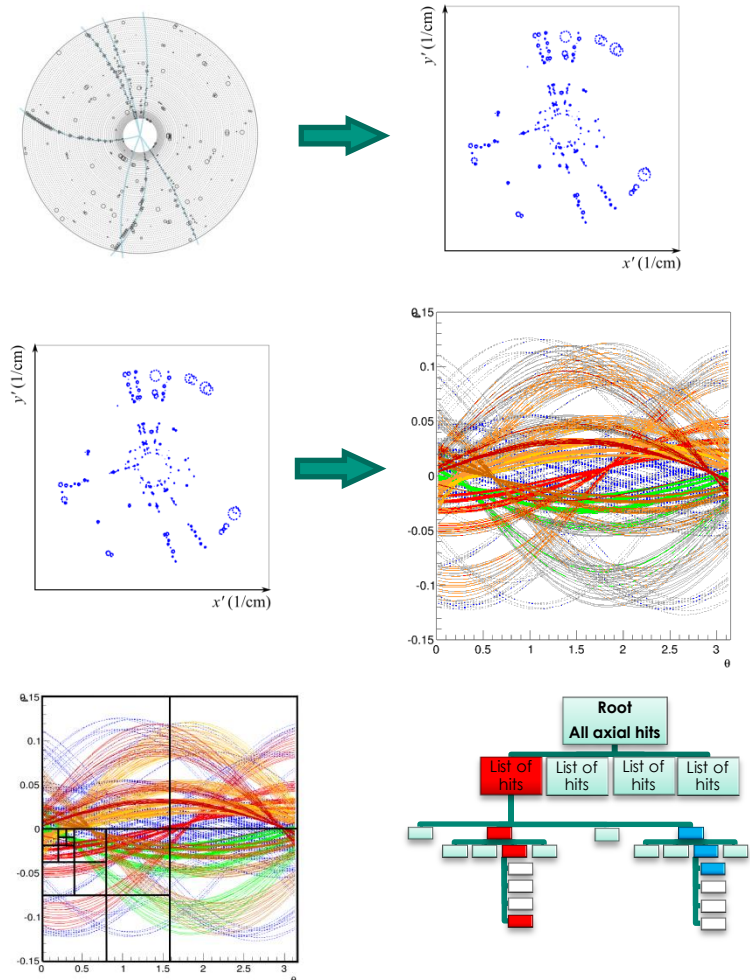 y′ (1/cm)
x′ (1/cm)
y′ (1/cm)
x′ (1/cm)
0.15
0.1
0.05
0
-0.05
-0.1
-0.15
0
0.5
1
1.5
2
2.5
3
θ
0.15
0.1
0.05
0
-0.05
-0.1
-0.15
0
0.5
1
1.5
2
2.5
3
θ
Root
All axial hits
List of
hits
List of
hits
List of
hits
List of
hits